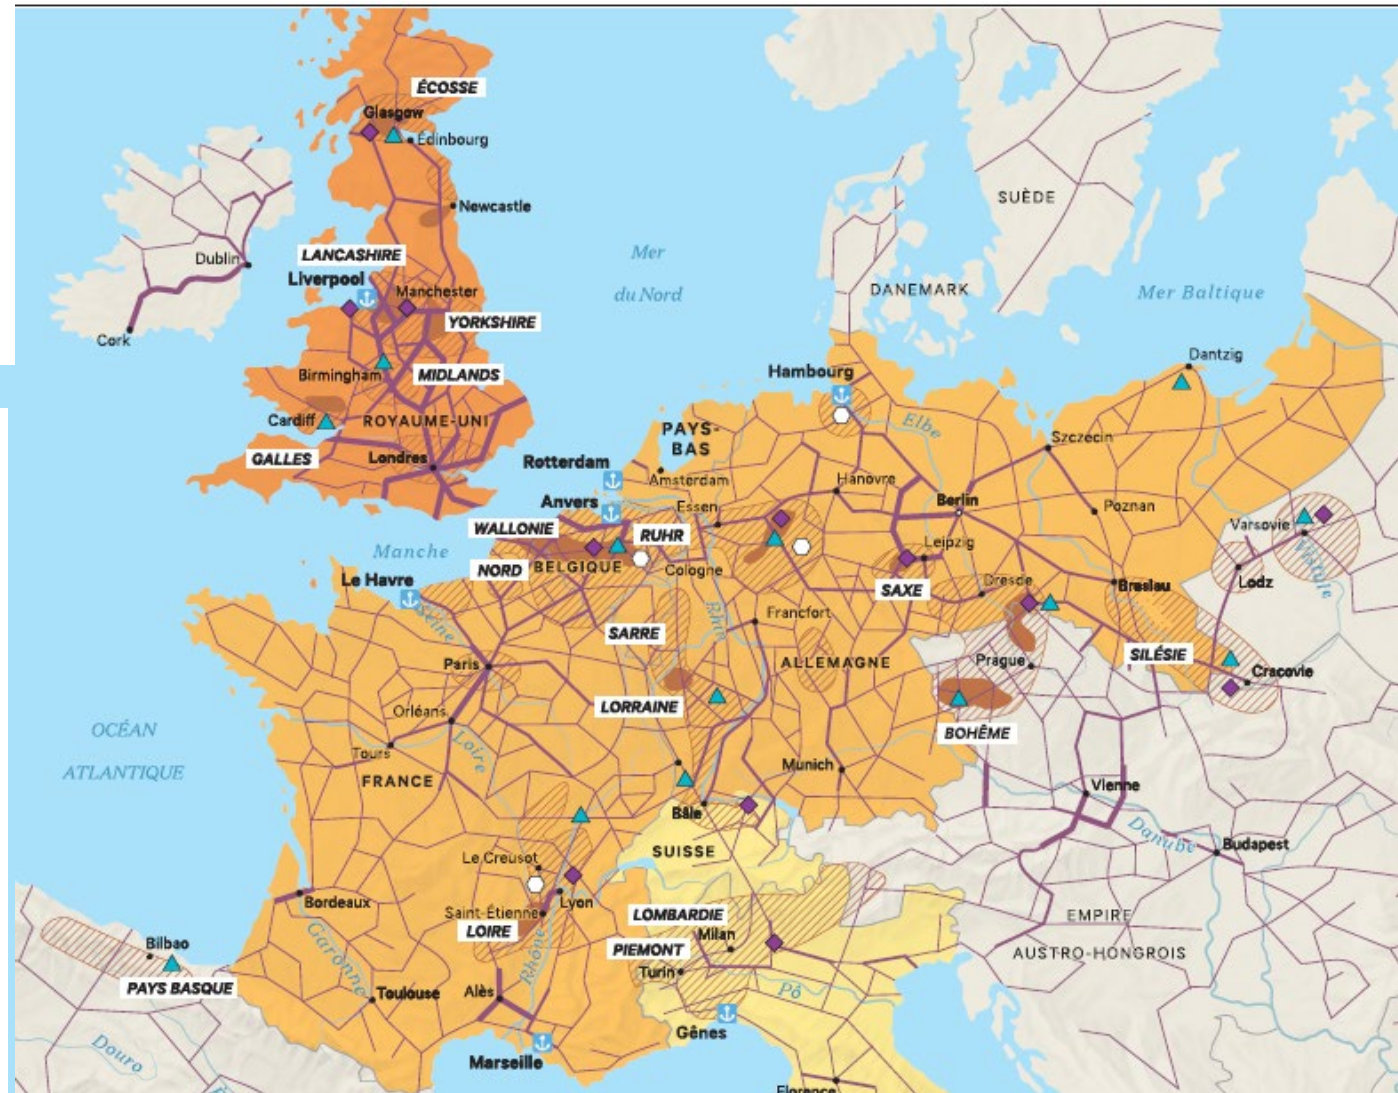 ÉCOSSE
Glasgow
Édinbourg
Newcastle
SUÈDE
Mer
du Nord
LANCASHIRE
Dublin
Liverpool
Manchester
DANEMARK
Mer Baltique
YORKSHIRE
Cork
Dantzig
Birmingham
MIDLANDS
Hambourg
Cardiff
ROYAUME-UNI
Elbe
PAYS-
BAS
Szczecin
GALLES
Londres
Rotterdam
Amsterdam
Hanovre
Anvers
Essen
Berlin
Poznan
WALLONIE
RUHR
Varsovie
Manche
Leipzig
Vistule
NORD
BELGIQUE
Cologne
Le Havre
SAXE
Dresde
Breslau
Lodz
Seine
Rhin
Francfort
SARRE
Paris
ALLEMAGNE
Prague
SILÉSIE
Cracovie
Orléans
LORRAINE
OCÉAN
ATLANTIQUE
BOHÊME
Tours
Loire
FRANCE
Munich
Vienne
Bâle
Danube
Budapest
SUISSE
Le Creusot
Lyon
Bordeaux
Saint-Étienne
LOMBARDIE
EMPIRE
AUSTRO-HONGROIS
LOIRE
Milan
PIEMONT
Bilbao
Garonne
Rhône
Turin
PAYS BASQUE
Toulouse
Alès
Pô
Gênes
Douro
Marseille
Florence